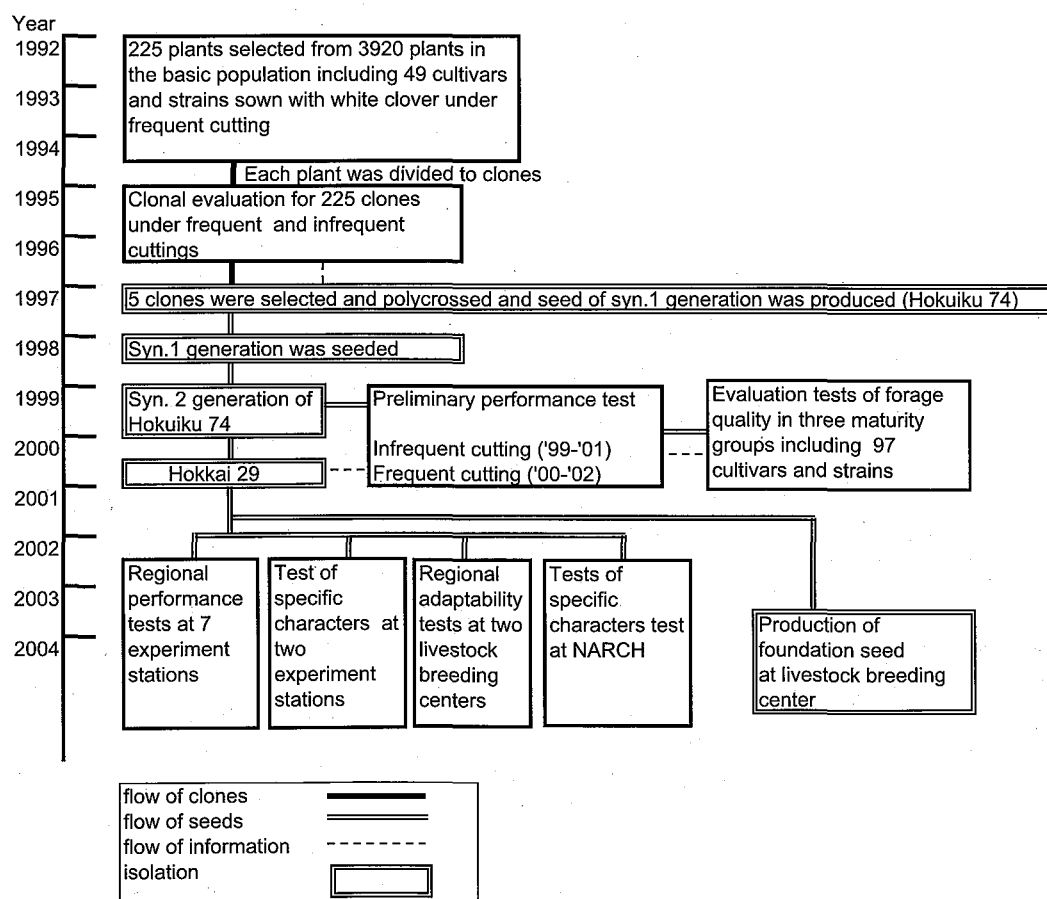 Year
1992
1993
1994
1995
1996
1997
1998
1999
2000
2001
2002
2003
2004
225 plants selected from 3920 plants in
the basic population including 49 cultivars
and strains sown with white clover under
frequent cutting
Each plant was divided to clones
Clonal evaluation for 225 clones
under frequent and infrequent
cuttings
5 clones were selected and polycrossed and seed of syn.1 generation was produced (Hokuiku 74)
Syn.1 generation was seeded
Syn. 2 generation of
Hokuiku 74
Preliminary performance test
Infrequent cutting ('99-'01)
Frequent cutting ('00-'02)
Evaluation tests of forage
quality in three maturity
groups including 97
cultivars and strains
Hokkai 29
Regional
performance
tests at 7
experiment
stations
Test of
specific
characters at
two
experiment
stations
Regional
adaptability
tests at two
livestock
breeding
centers
Tests of
specific
characters test
at NARCH
Production of
foundation seed
at livestock breeding
center
flow of clones
flow of seeds
flow of information
isolation